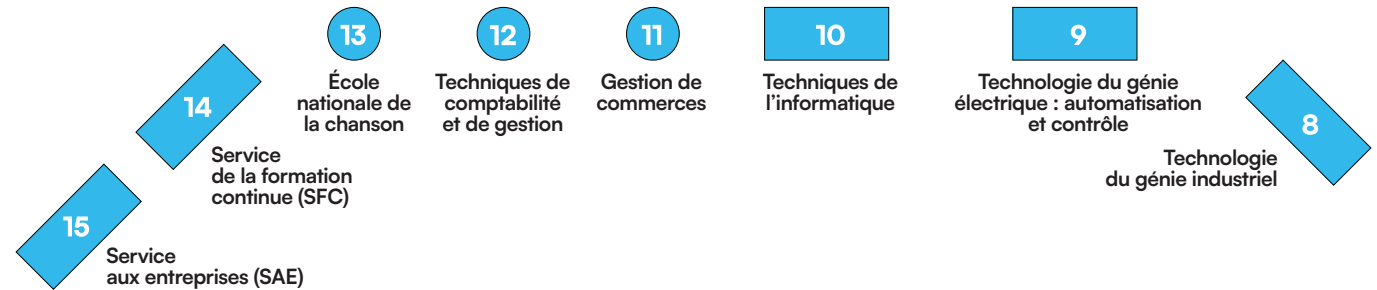 13
École
nationale de
la chanson
12
Techniques de
comptabilité
et de gestion
11
Gestion de
commerces
10
Techniques de
l'informatique
9
Technologie du génie
électrique : automatisation
et contrôle
8
Technologie
du génie industriel
14
Service
de la formation
continue (SFC)
15
Service
aux entreprises (SAE)